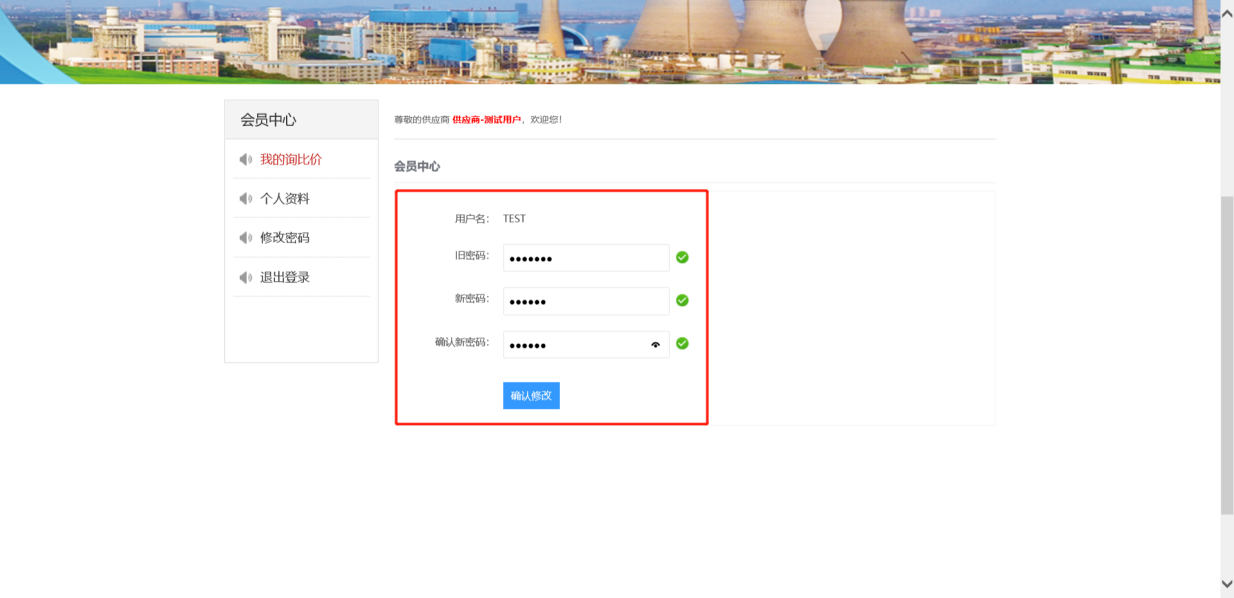 会员中心
我的询比价
个人资料
修改密码
退出登录
尊敬的供应商 供应商-测试用户，欢迎您！
会员中心
用户名： TEST
旧密码： •••••••
新密码： ••••••
确认新密码： ••••••
确认修改